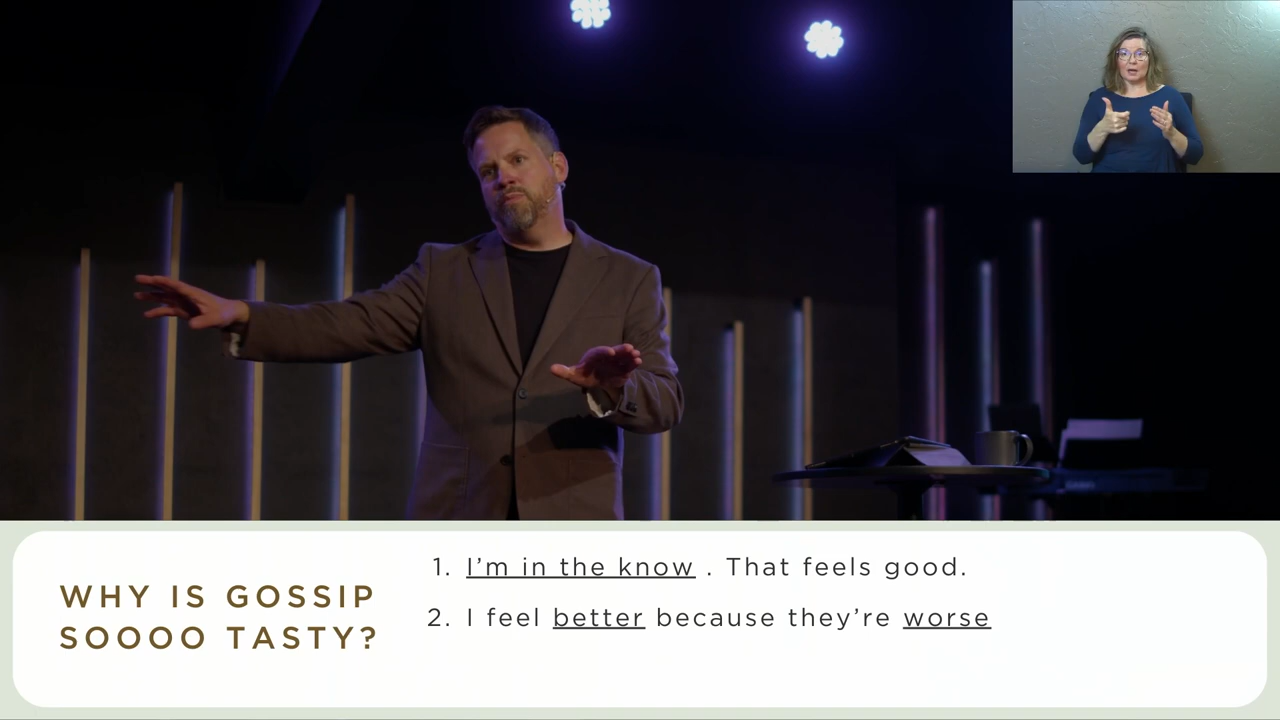 WHY IS GOSSIP
SOOOO TASTY?
1. I'm in the know . That feels good.
2. I feel better because they're worse